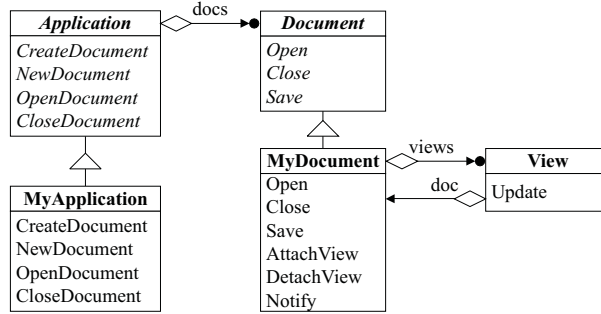 Application
CreateDocument
NewDocument
OpenDocument
CloseDocument
docs
Document
Open
Close
Save
MyApplication
CreateDocument
NewDocument
OpenDocument
CloseDocument
MyDocument
Open
Close
Save
AttachView
DetachView
Notify
views
doc
View
Update